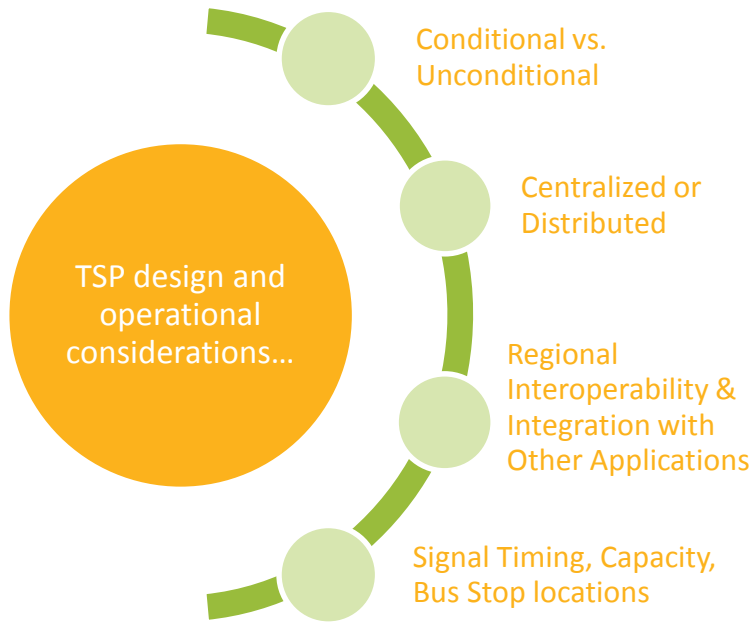 TSP design and
operational
considerations...
Conditional vs.
Unconditional
Centralized or
Distributed
Regional
Interoperability &
Integration with
Other Applications
Signal Timing, Capacity,
Bus Stop locations